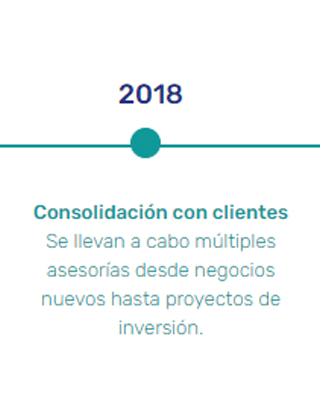 2018
Consolidación con clientes
Se llevan a cabo múltiples
asesorías desde negocios
nuevos hasta proyectos de
inversión.